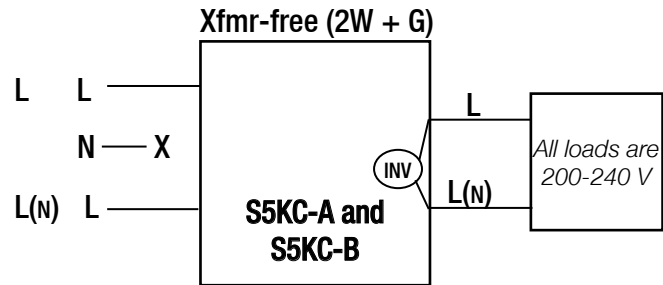 Xfmr-free (2W + G)
L L
N X
L(N) L
INV
S5KC-A and
S5KC-B
L
L(N)
All loads are
200-240 V